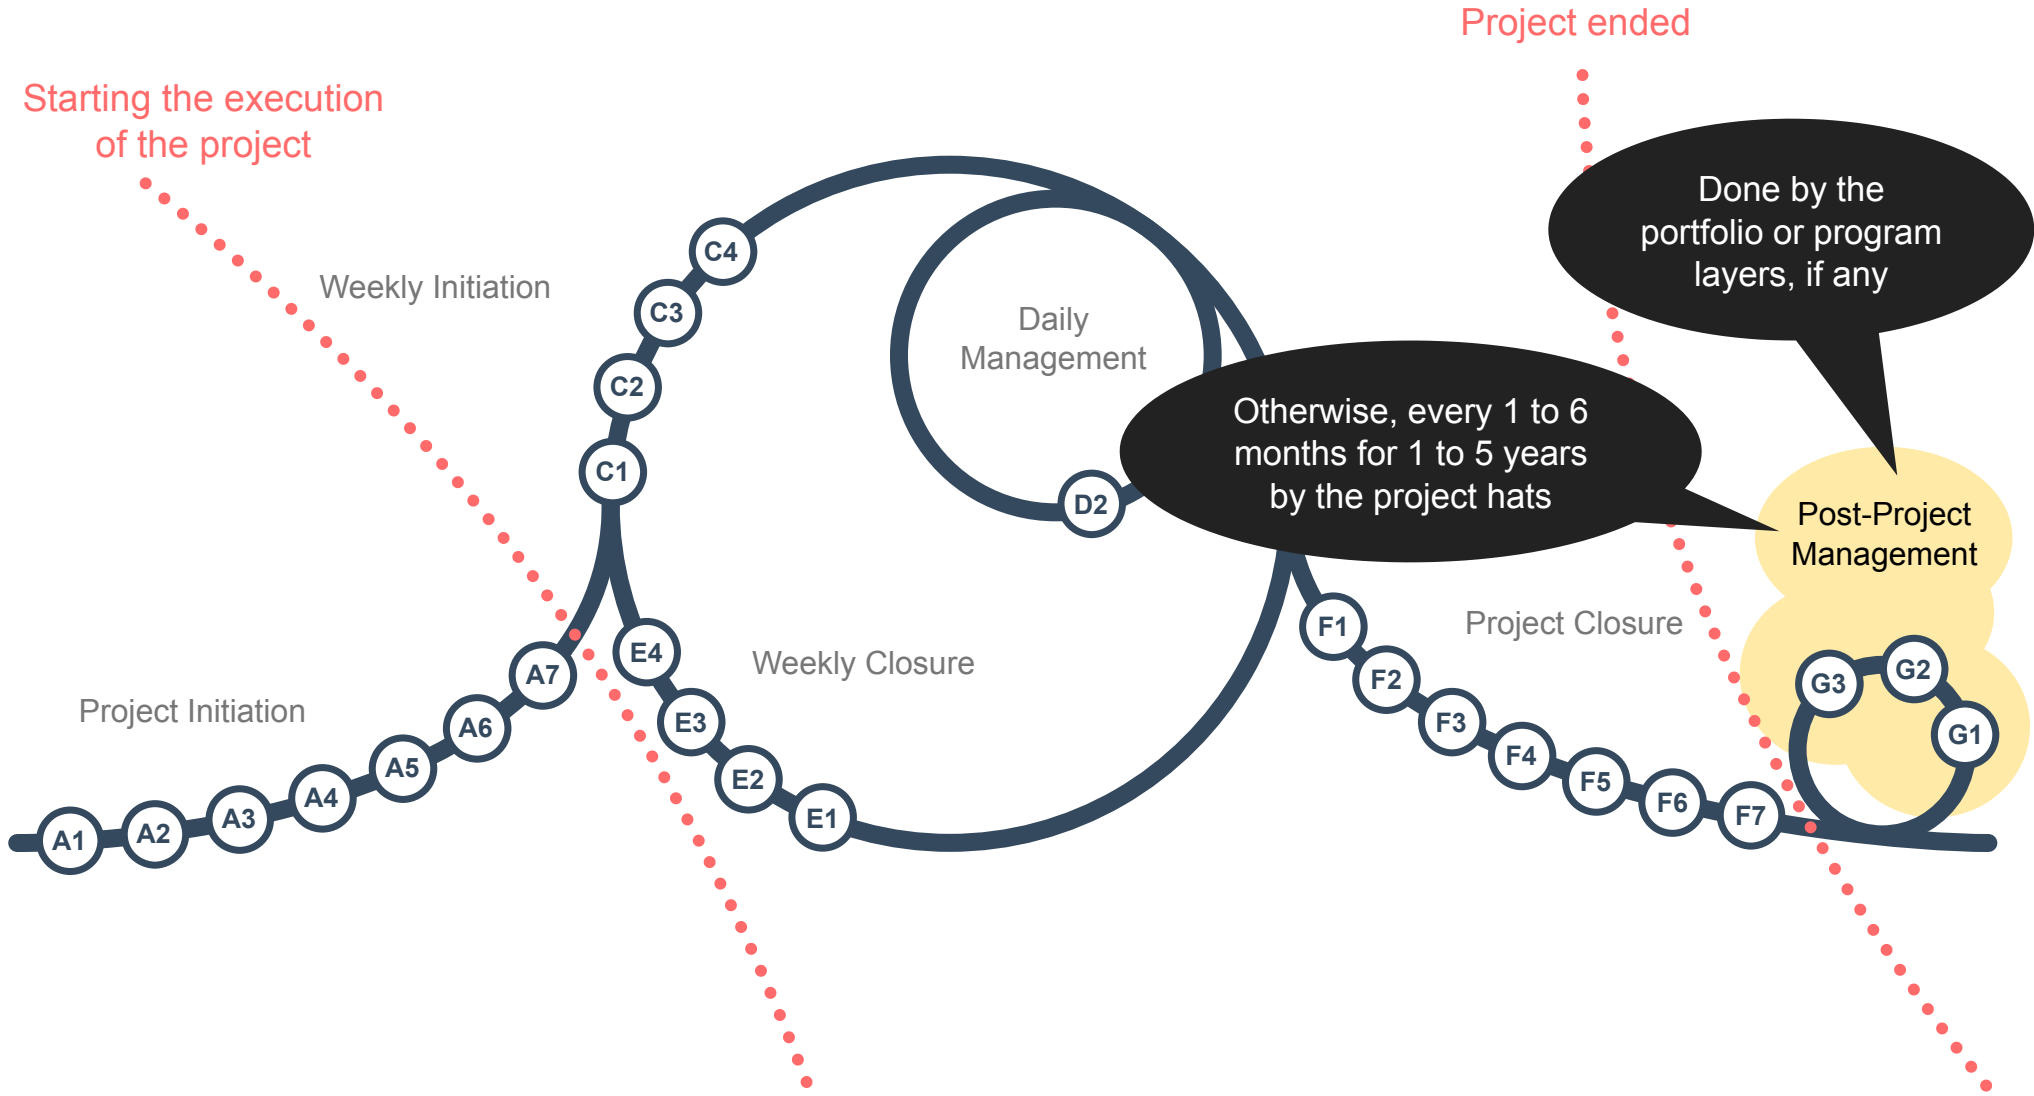 Project ended
Starting the execution
of the project
Done by the
portfolio or program
layers, if any
Weekly Initiation
C4
C3
C2
C1
Daily
Management
D2
Otherwise, every 1 to 6
months for 1 to 5 years
by the project hats
Post-Project
Management
Project Initiation
A1
A2
A3
A4
A5
A6
A7
Weekly Closure
E4
E3
E2
E1
Project Closure
F1
F2
F3
F4
F5
F6
F7
G3
G2
G1